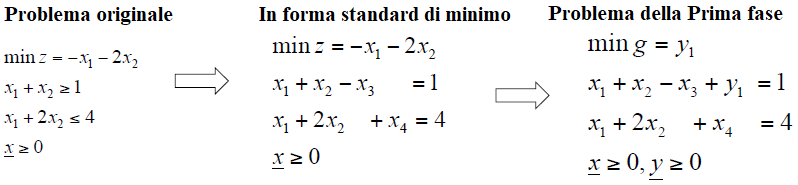 Problema originale
min z = −x₁ − 2x₂
x₁ + x₂ ≥ 1
x₁ + 2x₂ ≤ 4
x ≥ 0
In forma standard di minimo
min z = −x₁ − 2x₂
x₁ + x₂ − x₃ = 1
x₁ + 2x₂ + x₄ = 4
x ≥ 0
Problema della Prima fase
min g = y₁
x₁ + x₂ − x₃ + y₁ = 1
x₁ + 2x₂ + x₄ = 4
x ≥ 0, y ≥ 0